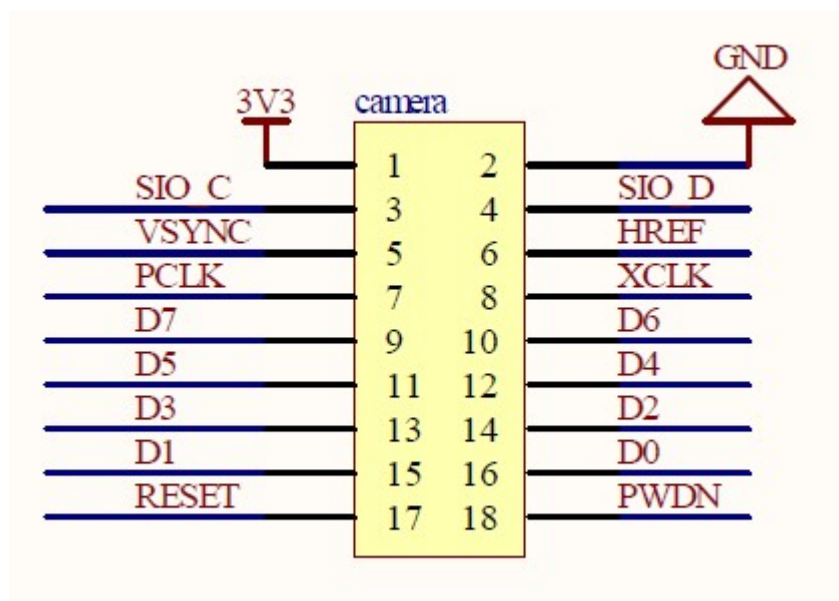 GND
3V3 camera
1 2
SIO_C 3 4 SIO_D
VSYNC 5 6 HREF
PCLK 7 8 XCLK
D7 9 10 D6
D5 11 12 D4
D3 13 14 D2
D1 15 16 D0
RESET 17 18 PWDN